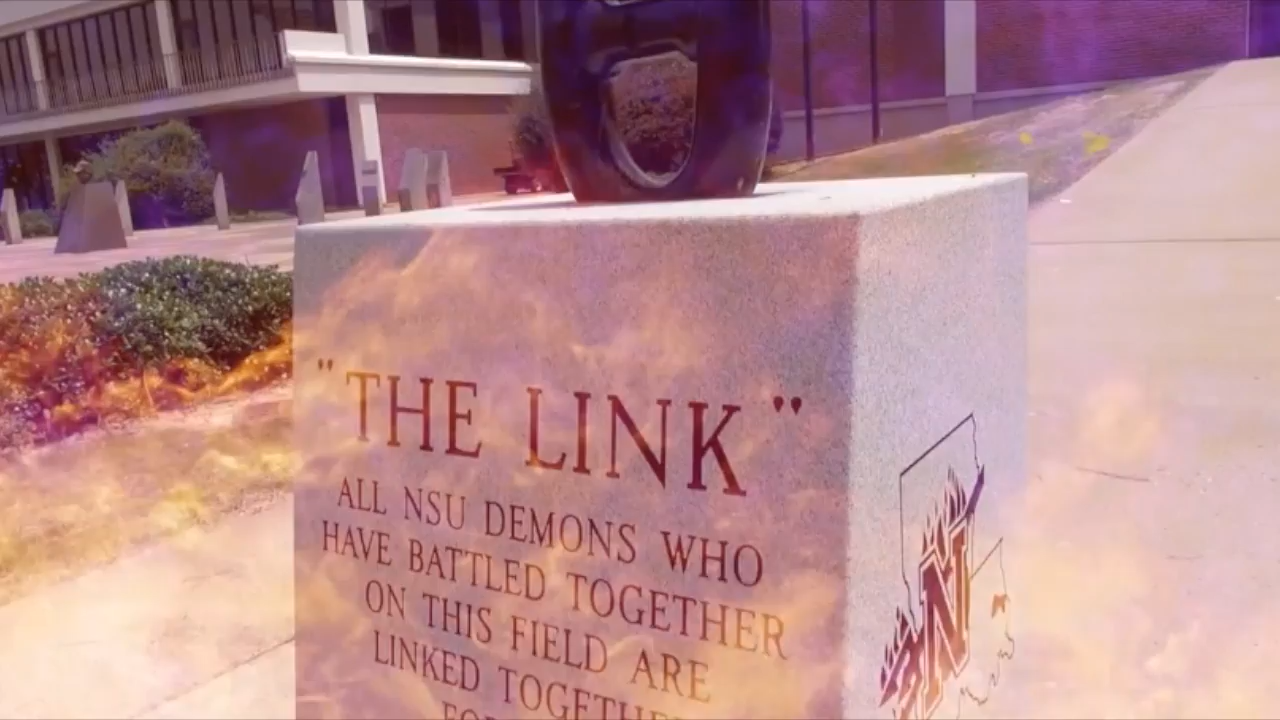 "THE LINK"
ALL NSU DEMONS WHO
HAVE BATTLED TOGETHER
ON THIS FIELD ARE
LINKED TOGETHER
N